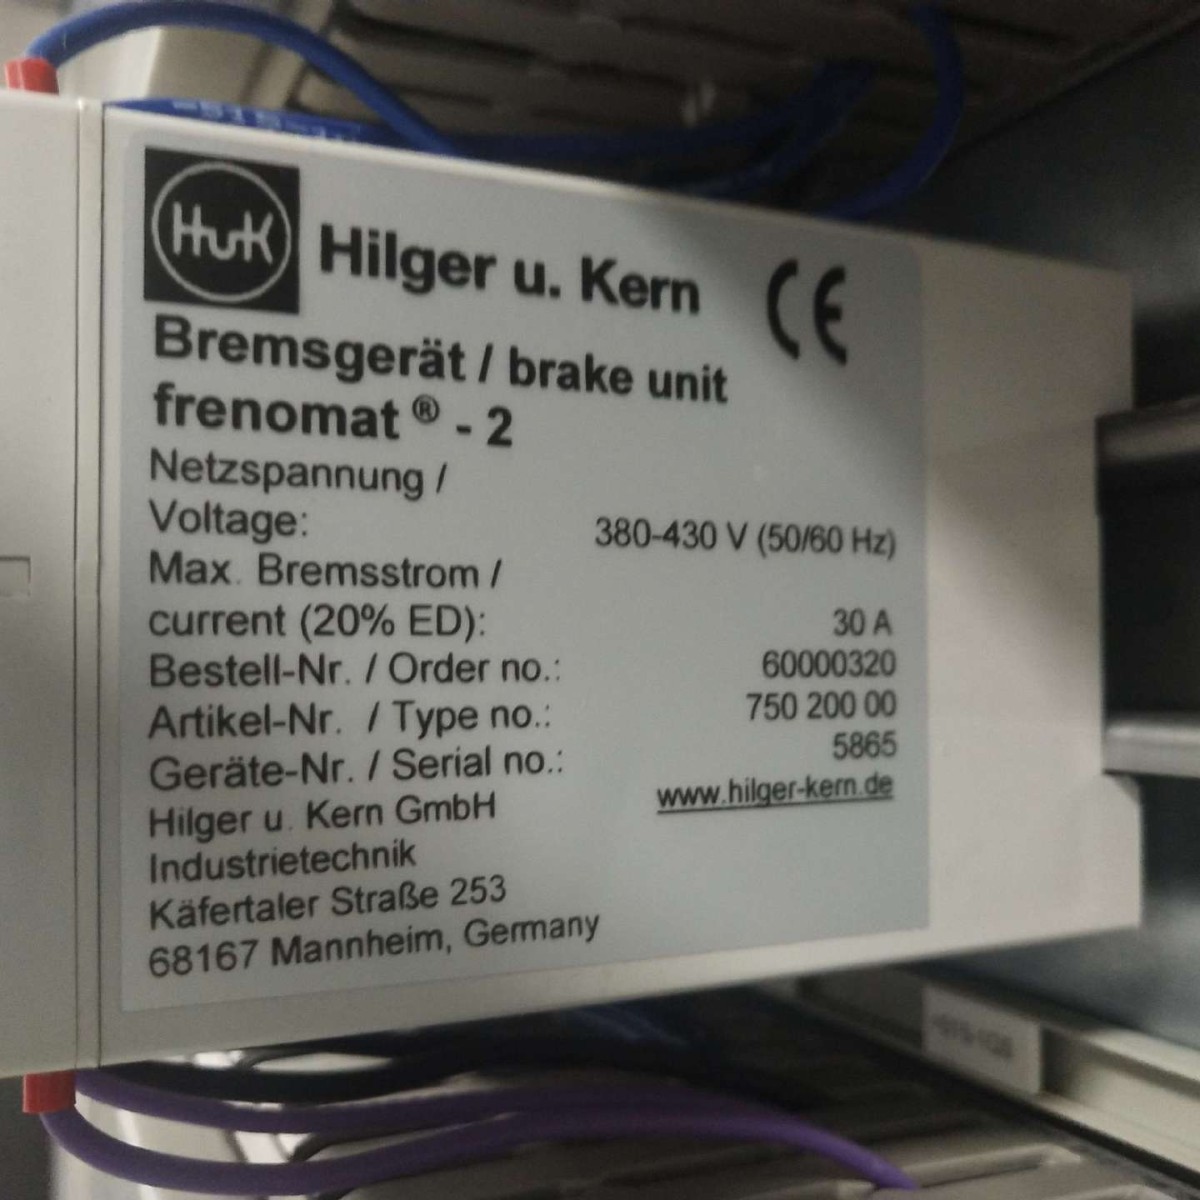 HuK
Hilger u. Kern
CE
Bremsgerät / brake unit
frenomat® - 2
Netzspannung /
Voltage: 380-430 V (50/60 Hz)
Max. Bremsstrom /
current (20% ED): 30 A
Bestell-Nr. / Order no.: 60000320
Artikel-Nr. / Type no.: 750 200 00
Geräte-Nr. / Serial no.: 5865
Hilger u. Kern GmbH www.hilger-kern.de
Industrietechnik
Käfertaler Straße 253
68167 Mannheim, Germany